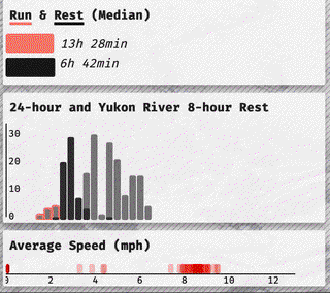 Run & Rest (Median)
13h 28min
6h 42min
24-hour and Yukon River 8-hour Rest
30
20
10
0
Average Speed (mph)
0 2 4 6 8 10 12